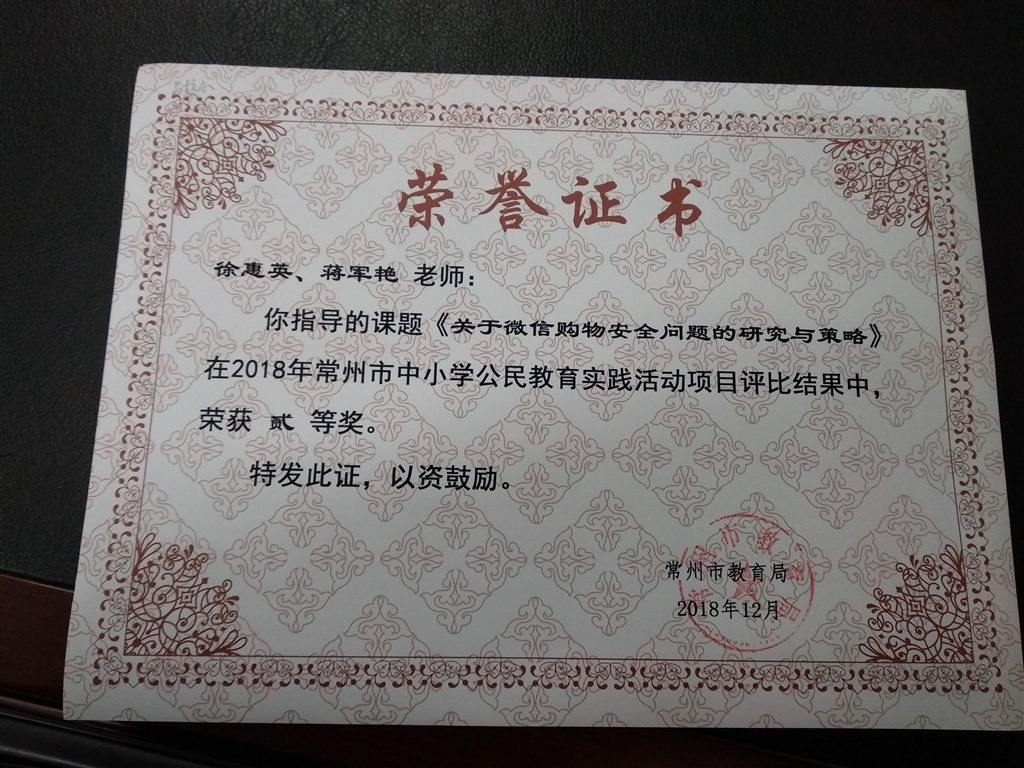 荣誉证书
徐惠英、蒋军艳 老师：
你指导的课题《关于微信购物安全问题的研究与策略》
在2018年常州市中小学公民教育实践活动项目评比结果中，
荣获 贰 等奖。
特发此证，以资鼓励。
常州市教育局
2018年12月